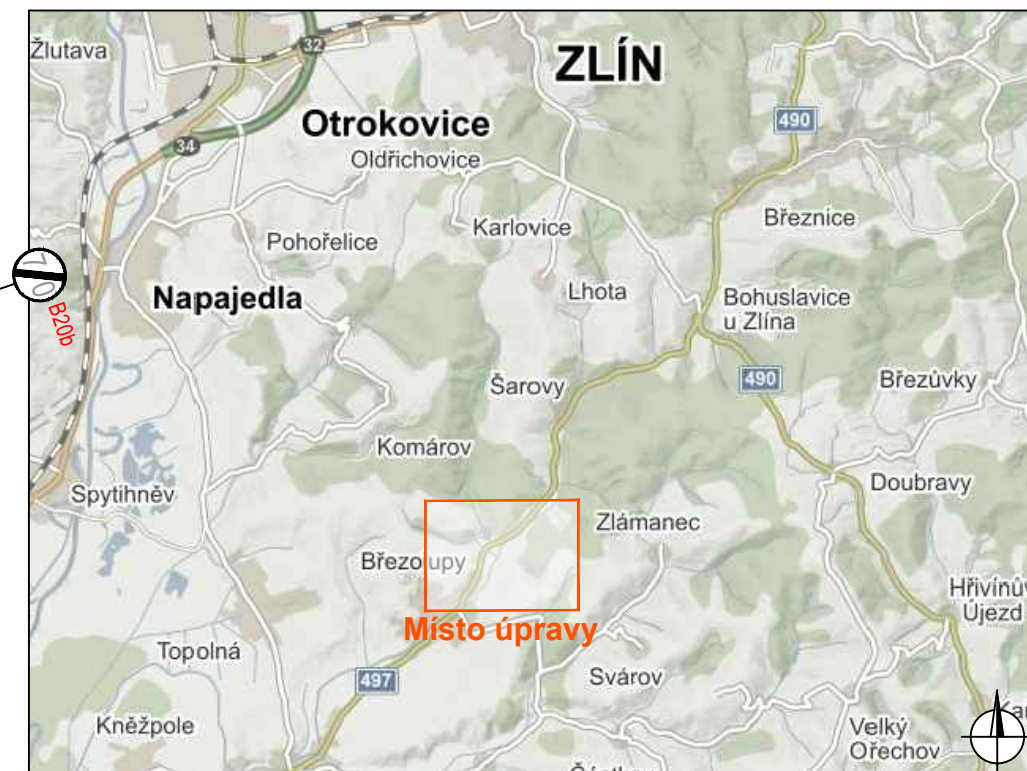 Žlutava
32
ZLÍN
Otrokovice
490
34
Oldřichovice
Karlovice
Březnice
Pohořelice
70
B20b
Napajedla
Lhota
Bohuslavice
u Zlína
Šarovy
490
Březůvky
Komárov
Spytihněv
Doubravy
Zlámanec
Březolupy
Místo úpravy
Újezd
Topolná
497
Svárov
Kněžpole
Velký
Ořechov